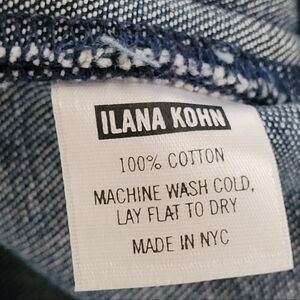 ILANA KOHN
100% COTTON
MACHINE WASH COLD,
LAY FLAT TO DRY
MADE IN NYC